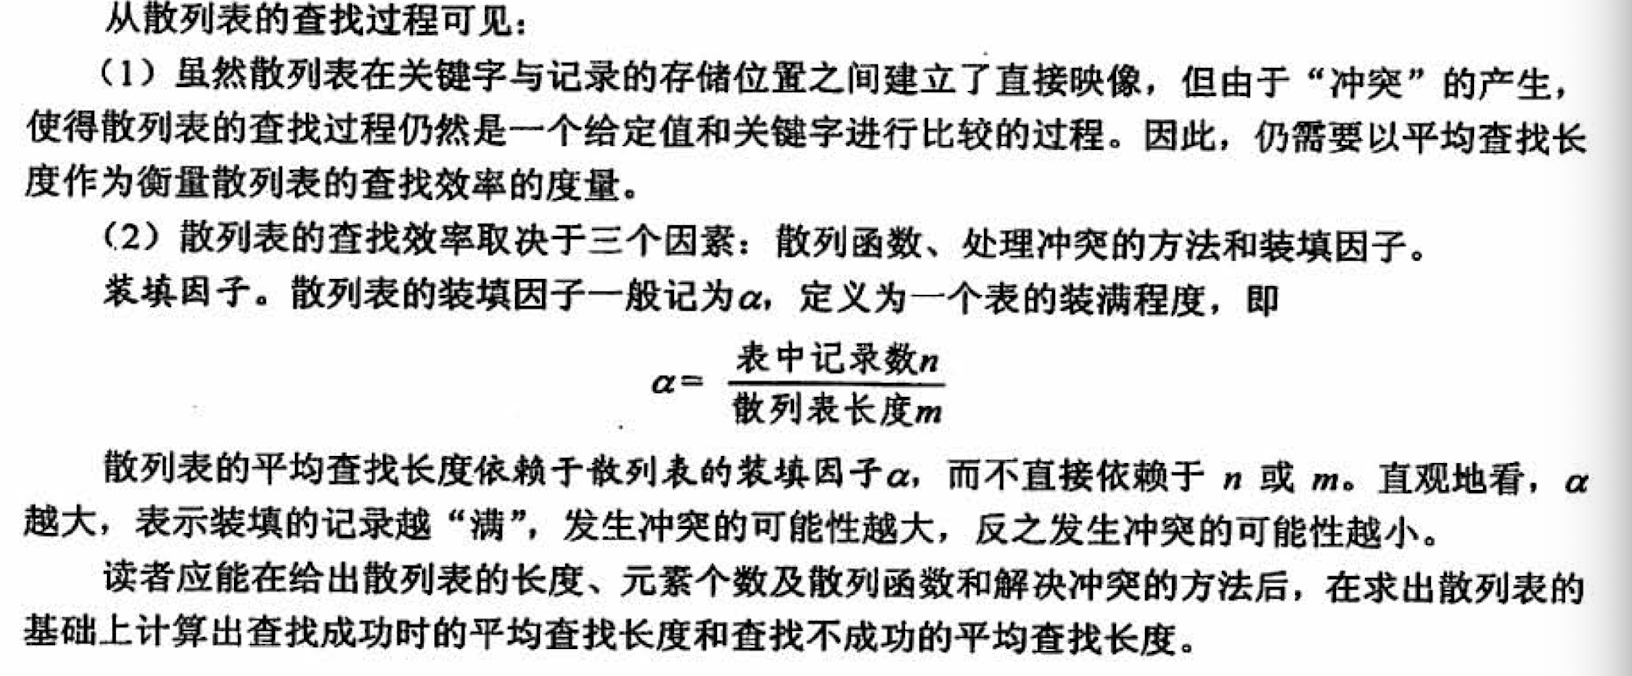 从散列表的查找过程可见：
（1）虽然散列表在关键字与记录的存储位置之间建立了直接映像，但由于“冲突”的产生，
使得散列表的查找过程仍然是一个给定值和关键字进行比较的过程。因此，仍需要以平均查找长
度作为衡量散列表的查找效率的度量。
（2）散列表的查找效率取决于三个因素：散列函数、处理冲突的方法和装填因子。
装填因子。散列表的装填因子一般记为α，定义为一个表的装满程度，即
α= 表中记录数n
散列表长度m
散列表的平均查找长度依赖于散列表的装填因子α，而不直接依赖于 n 或 m。直观地看，α
越大，表示装填的记录越“满”，发生冲突的可能性越大，反之发生冲突的可能性越小。
读者应能在给出散列表的长度、元素个数及散列函数和解决冲突的方法后，在求出散列表的
基础上计算出查找成功时的平均查找长度和查找不成功的平均查找长度。